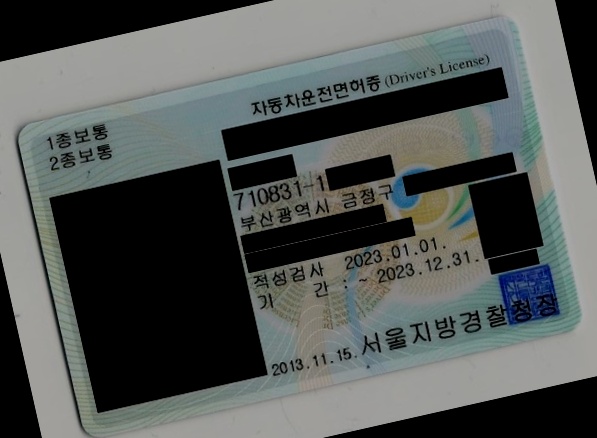 자동차운전면허증 (Driver's License)
1종보통
2종보통
710831-1
부산광역시 금정구
적성검사 2023.01.01.
기 간 : ~ 2023.12.31.
2013.11.15. 서울지방경찰청장